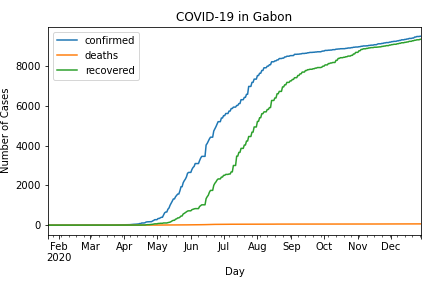 COVID-19 in Gabon
confirmed
deaths
recovered
Number of Cases
8000
6000
4000
2000
0
Feb Mar Apr May Jun Jul Aug Sep Oct Nov Dec
2020
Day